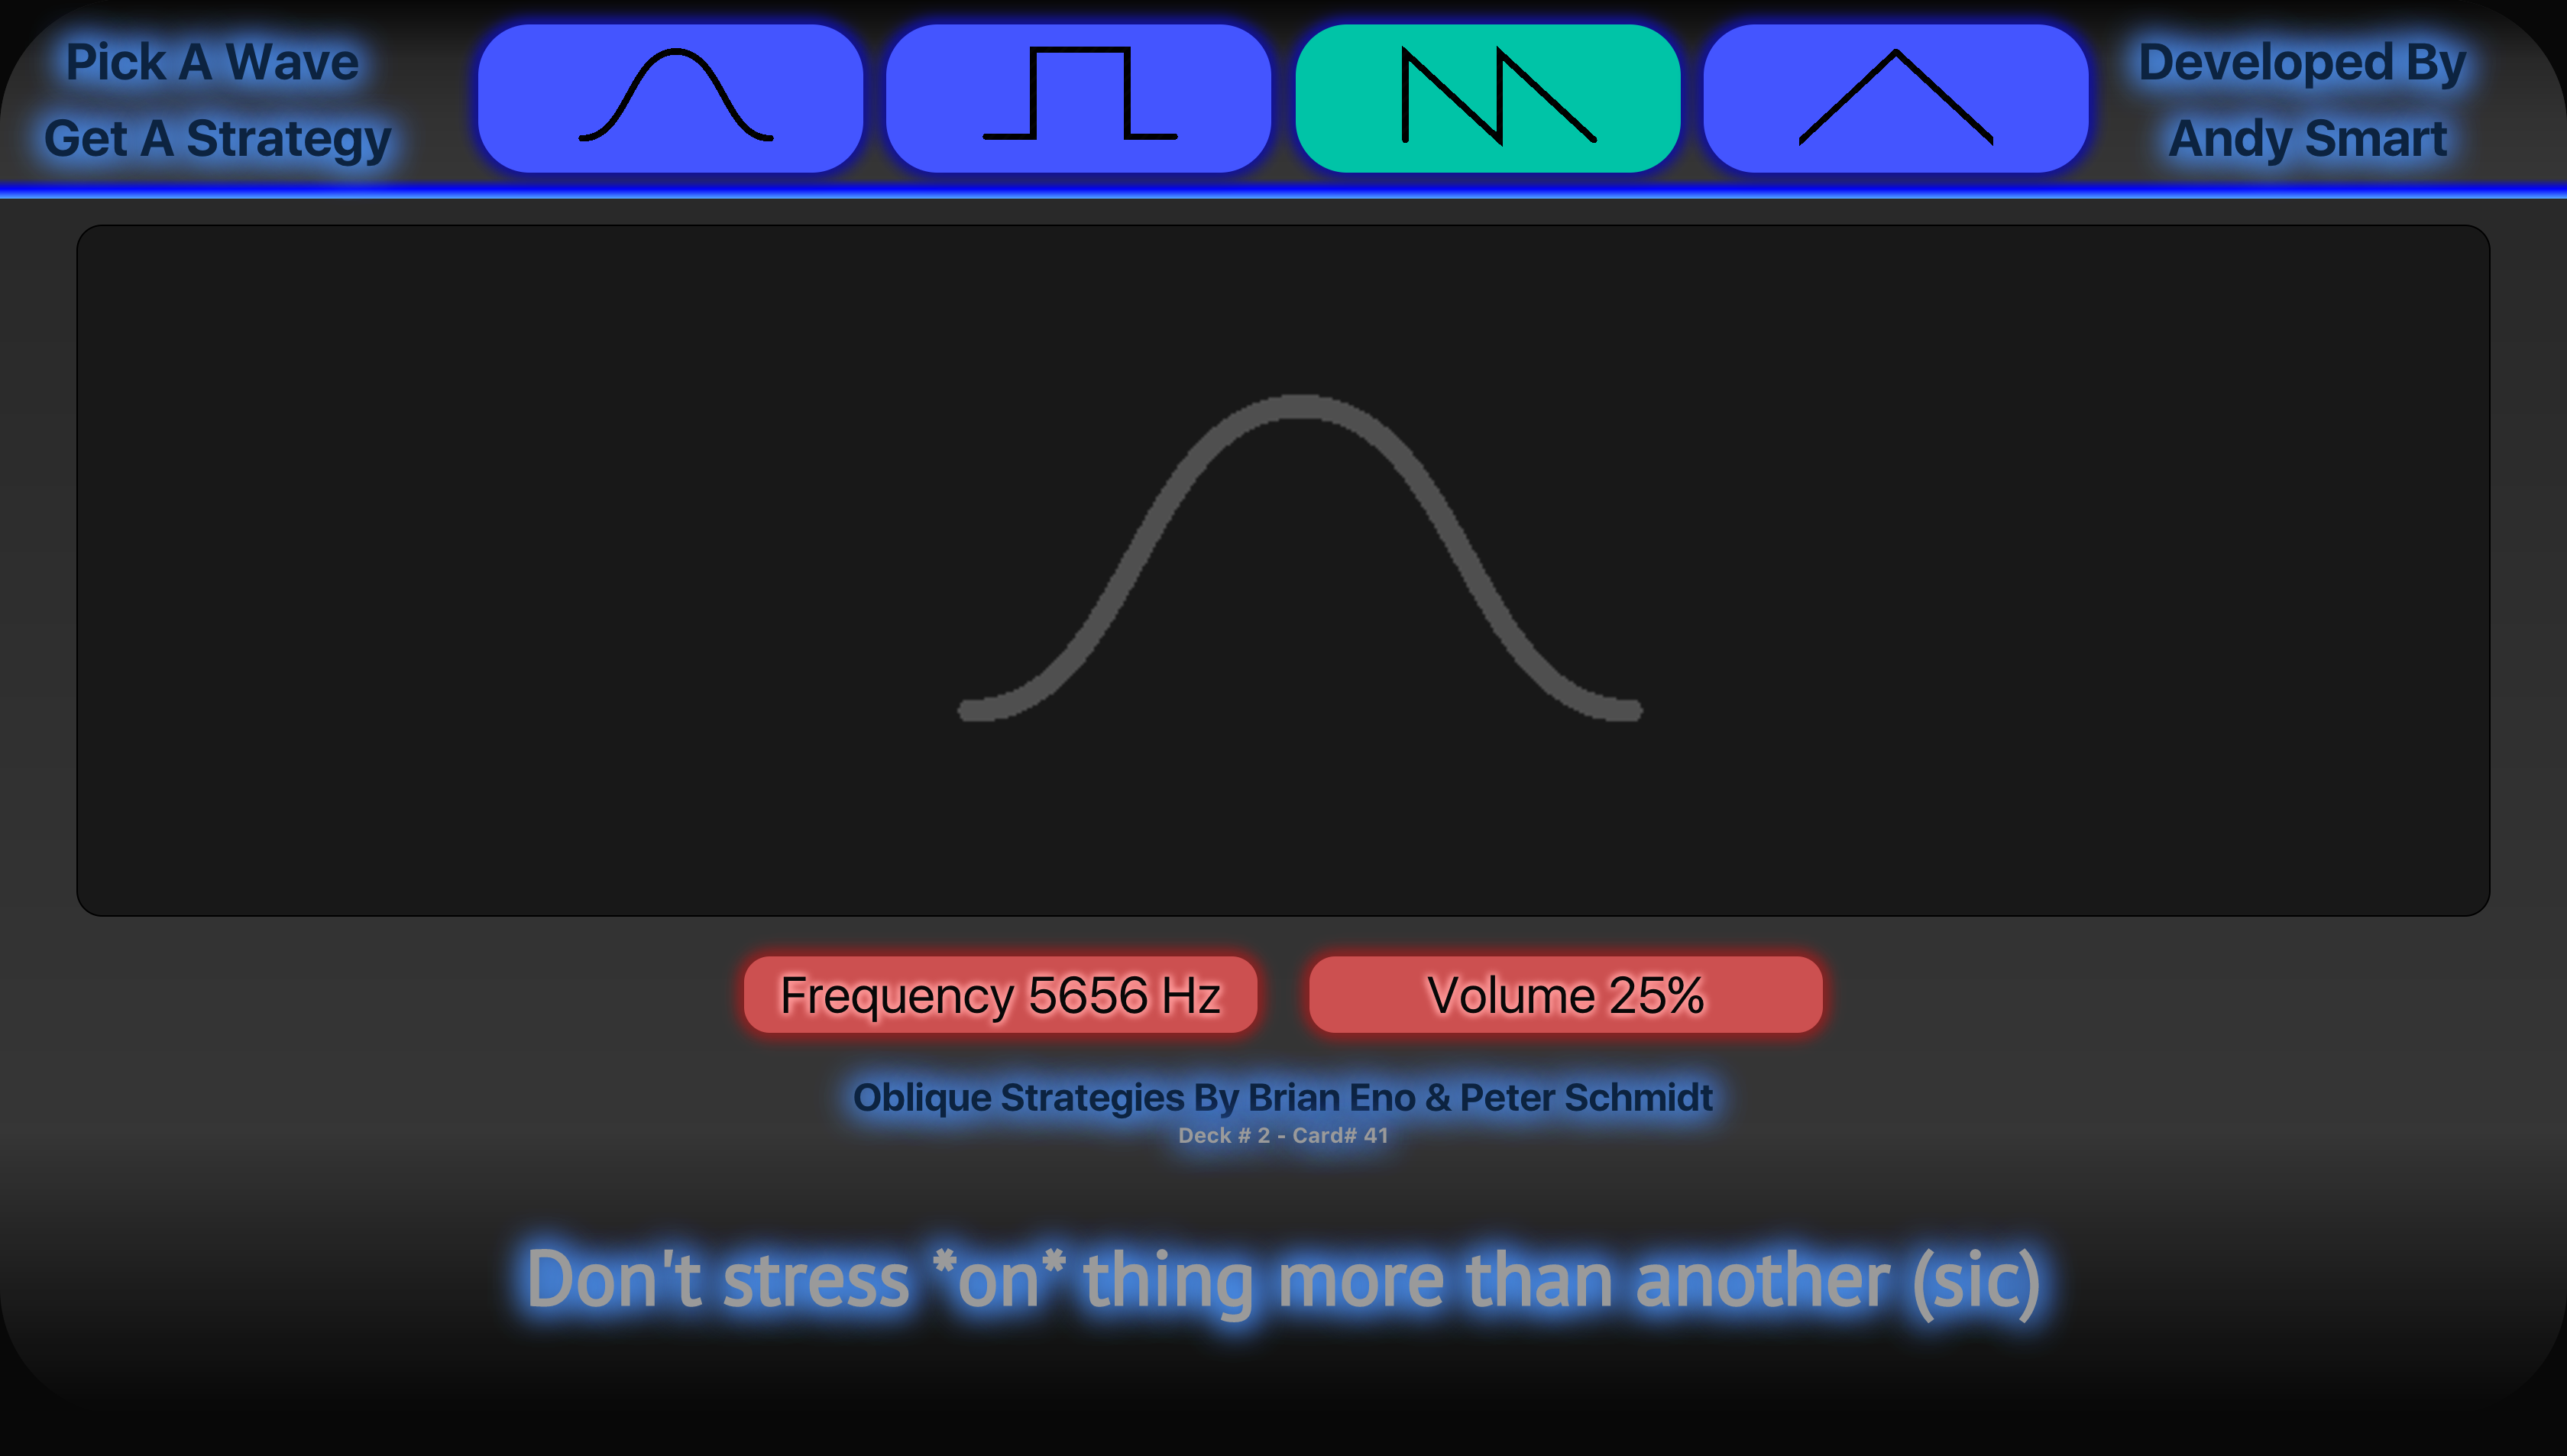 Pick A Wave
Get A Strategy
Developed By
Andy Smart
Frequency 5656 Hz
Volume 25%
Oblique Strategies By Brian Eno & Peter Schmidt
Deck # 2 - Card# 41
Don't stress *on* thing more than another (sic)